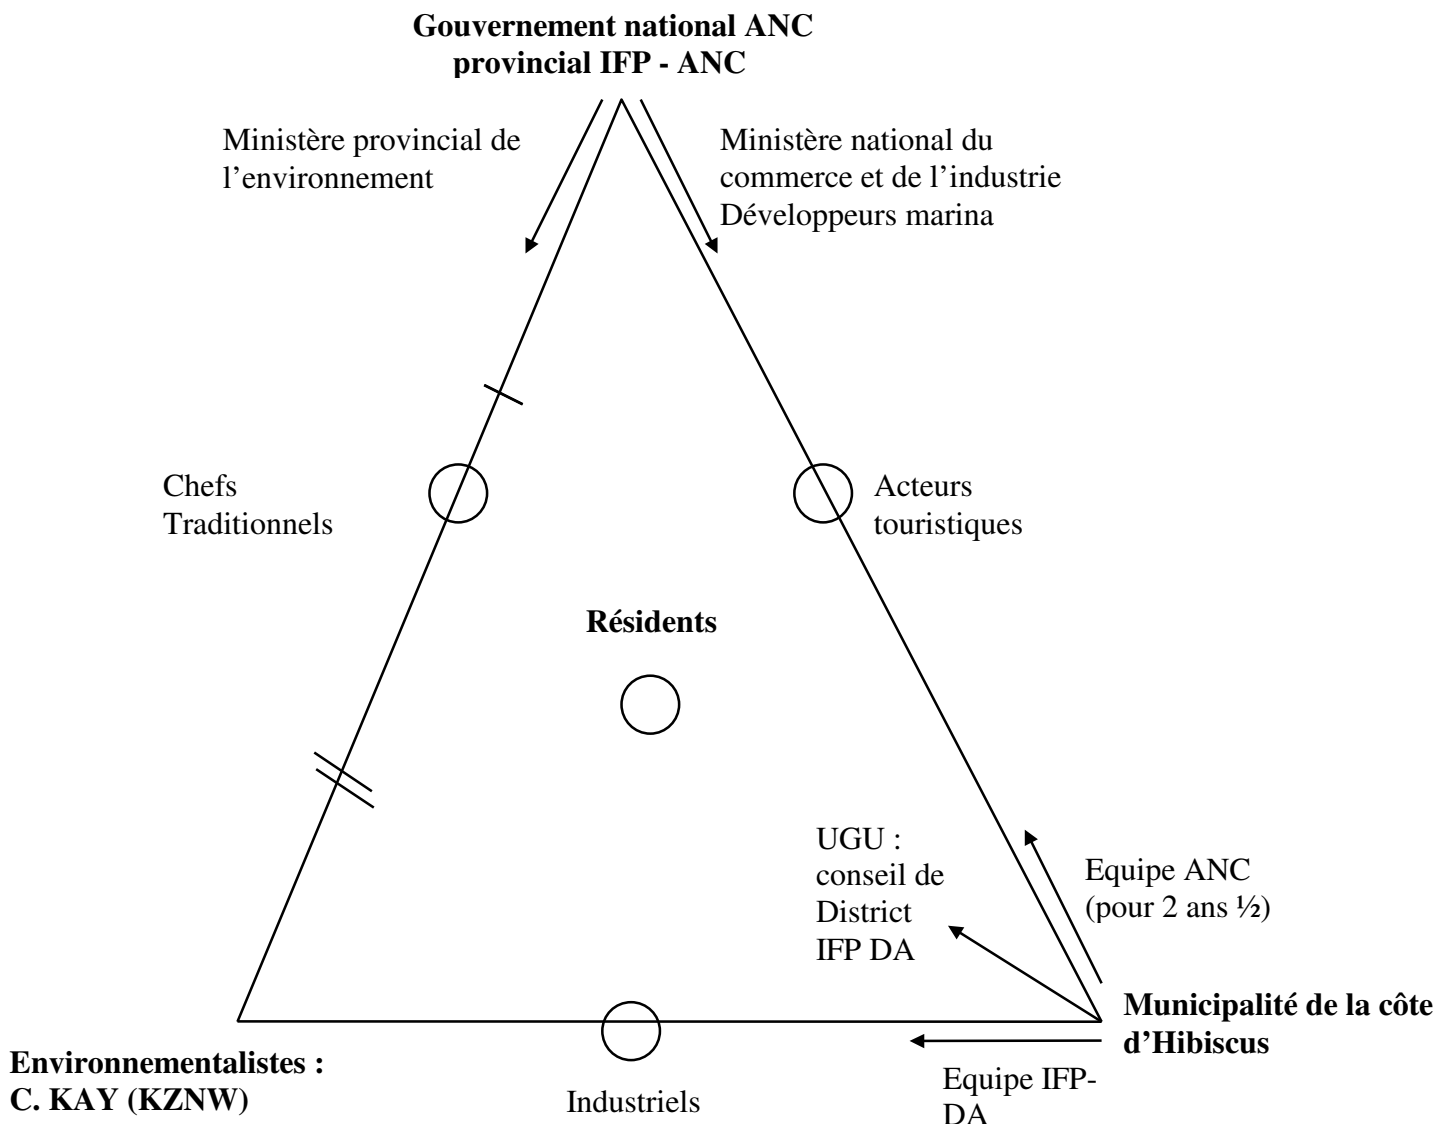 Gouvernement national ANC
provincial IFP - ANC
Ministère provincial de
l’environnement
Ministère national du
commerce et de l’industrie
Développeurs marina
Chefs
Traditionnels
Acteurs
touristiques
Résidents
UGU :
conseil de
District
IFP DA
Equipe ANC
(pour 2 ans ½)
Municipalité de la côte
d’Hibiscus
Environnementalistes :
C. KAY (KZNW)
Industriels
Equipe IFP-
DA